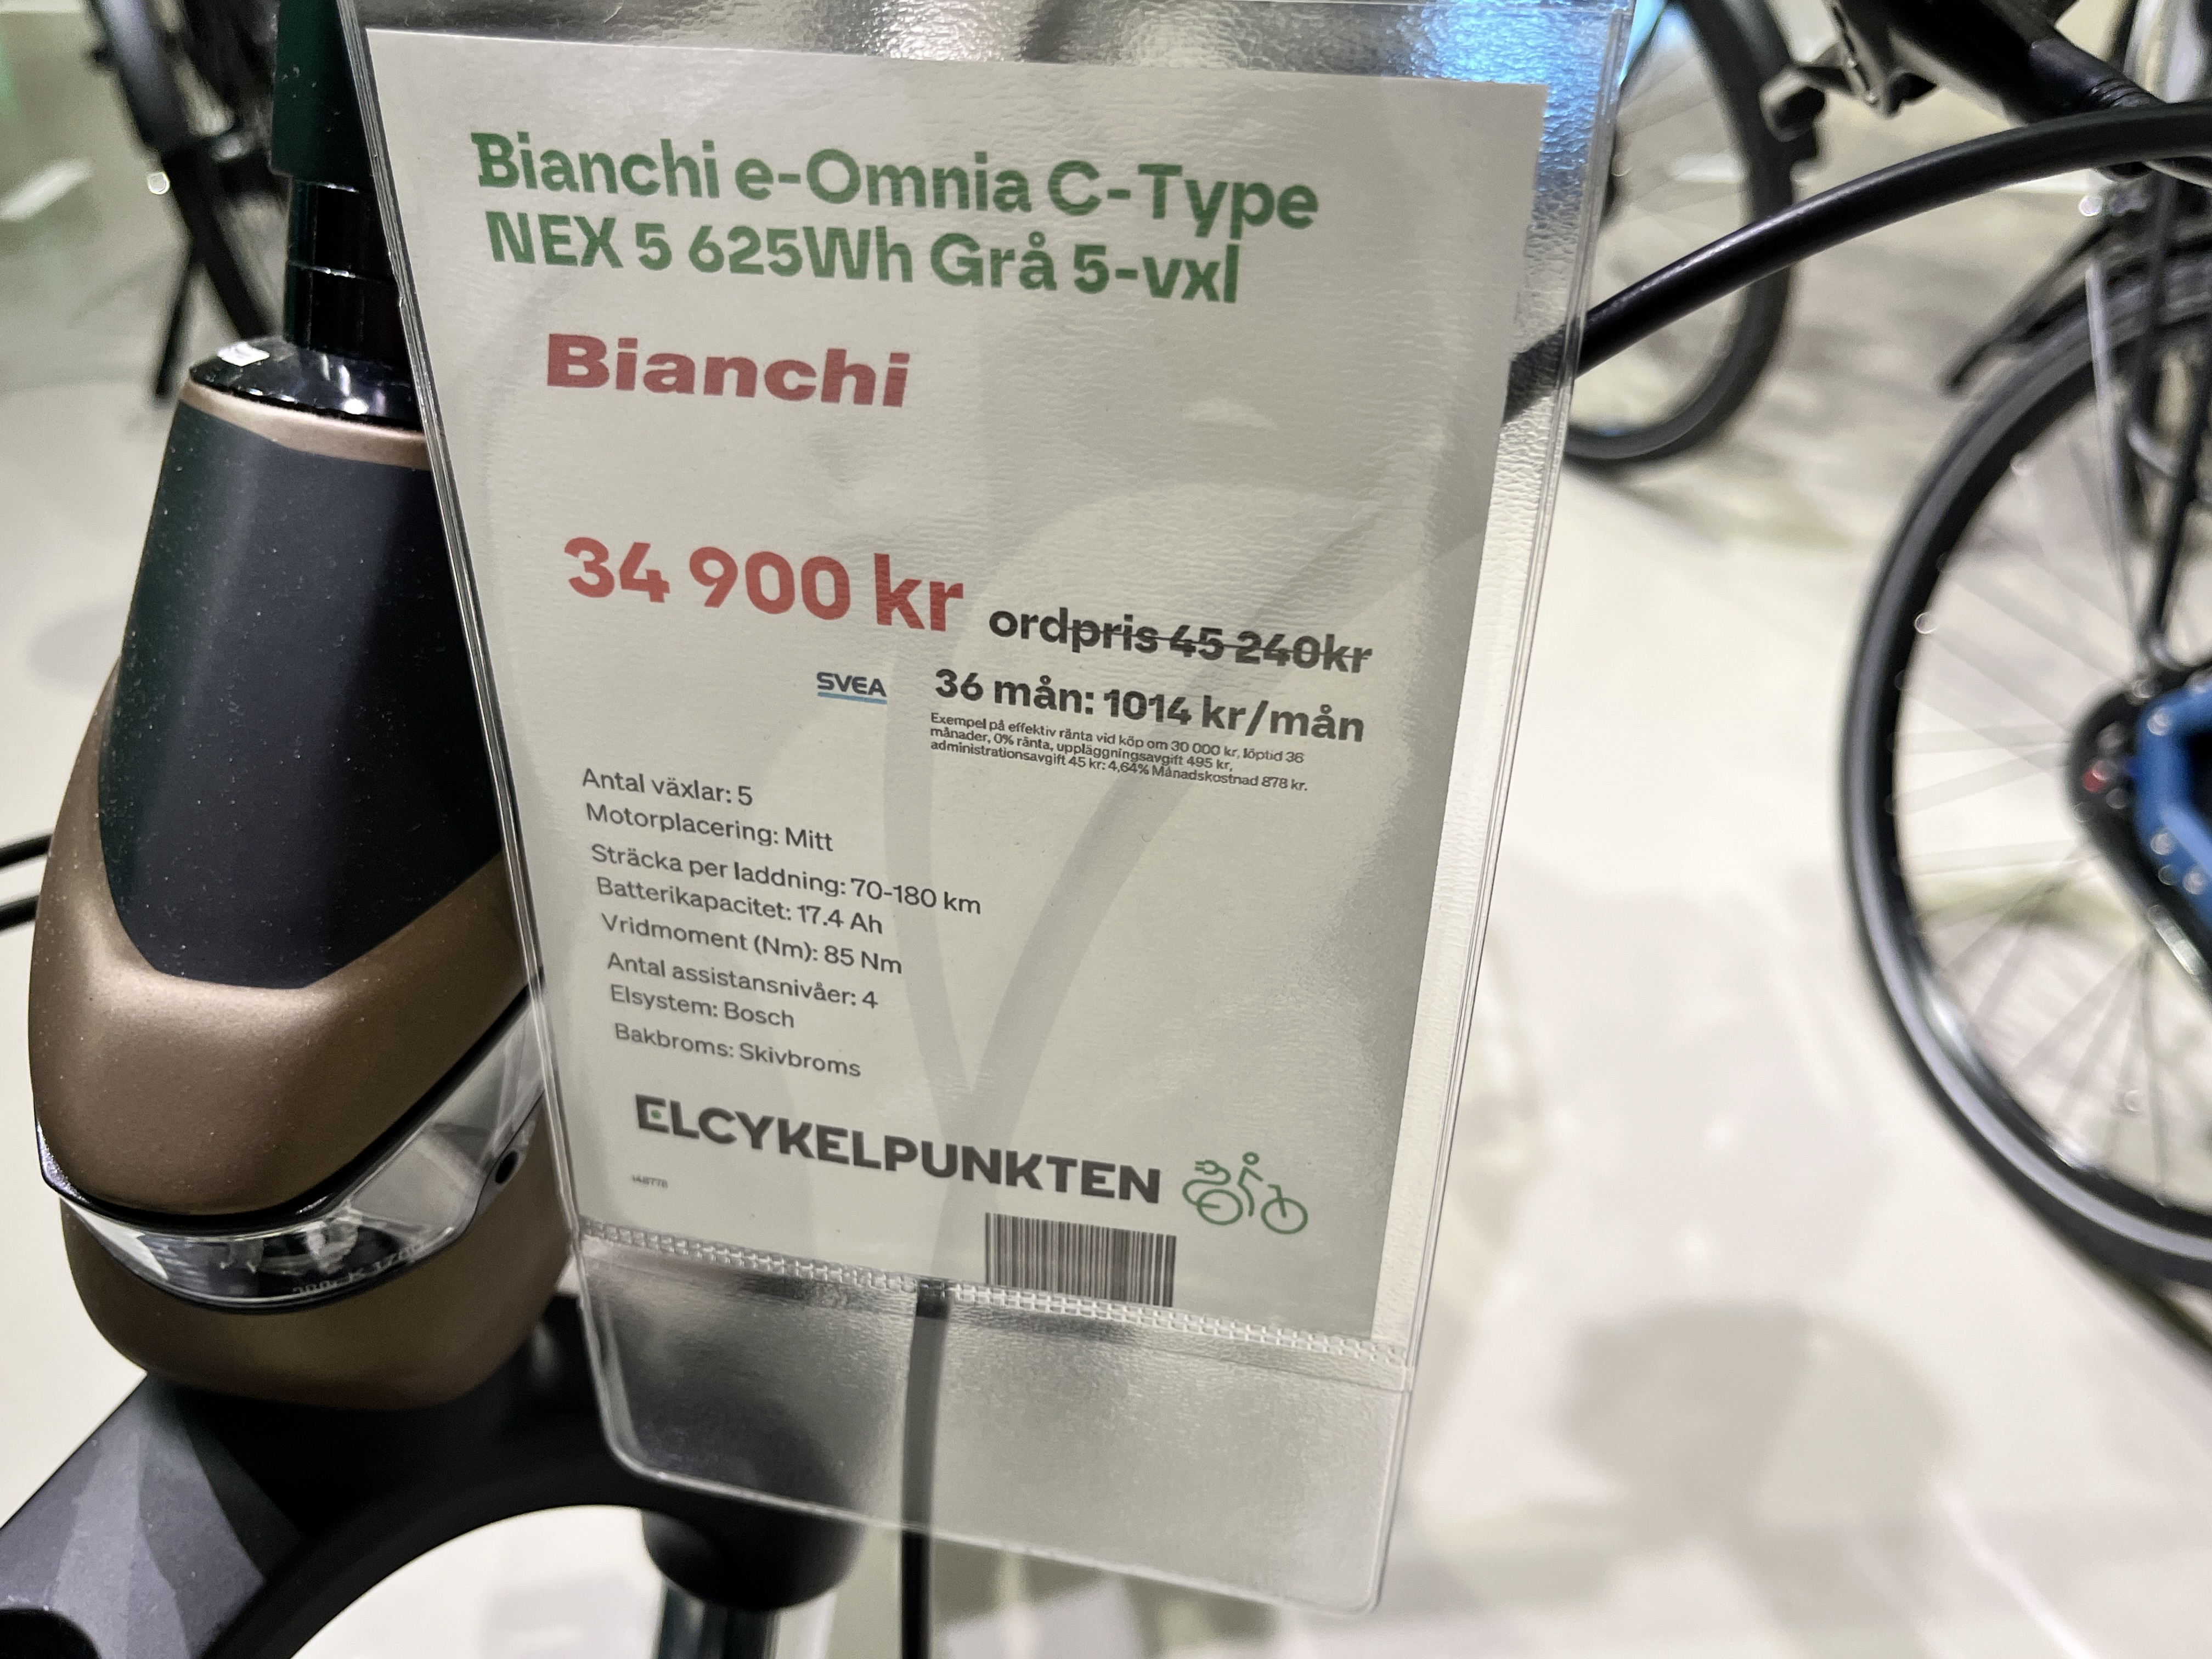 Bianchi e-Omnia C-Type
NEX 5 625Wh Grå 5-vxl
Bianchi
34 900 kr
ordpris 45 240kr
SVEA
36 mån: 1014 kr/mån
Exempel på effektiv ränta vid köp om 30 000 kr, löptid 36
månader, 0% ränta, uppläggningsavgift 495 kr,
administrationsavgift 45 kr: 4,64% Månadskostnad 878 kr.
Antal växlar: 5
Motorplacering: Mitt
Sträcka per laddning: 70-180 km
Batterikapacitet: 17.4 Ah
Vridmoment (Nm): 85 Nm
Antal assistansnivåer: 4
Elsystem: Bosch
Bakbroms: Skivbroms
ELCYKELPUNKTEN